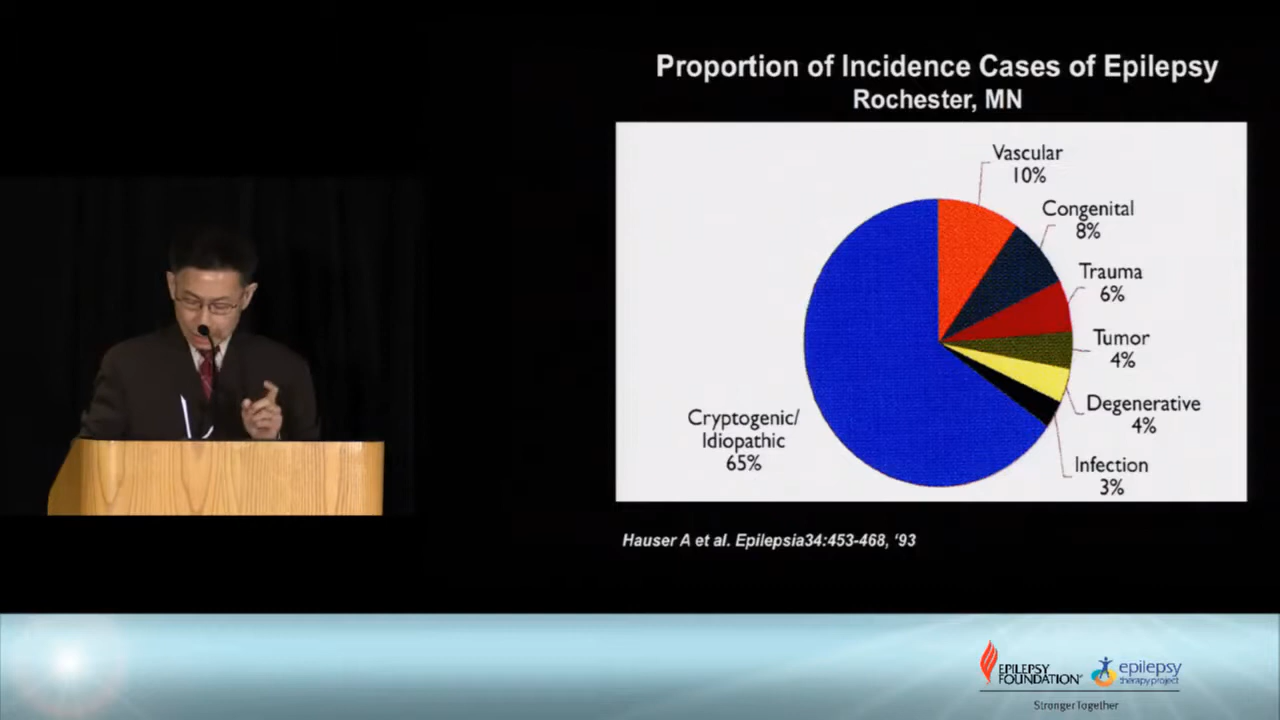 Proportion of Incidence Cases of Epilepsy
Rochester, MN
Vascular
10%
Congenital
8%
Trauma
6%
Tumor
4%
Degenerative
4%
Infection
3%
Cryptogenic/
Idiopathic
65%
Hauser A et al. Epilepsia34:453-468, '93
EPILEPSY
FOUNDATION
epilepsy
therapy project
Stronger Together